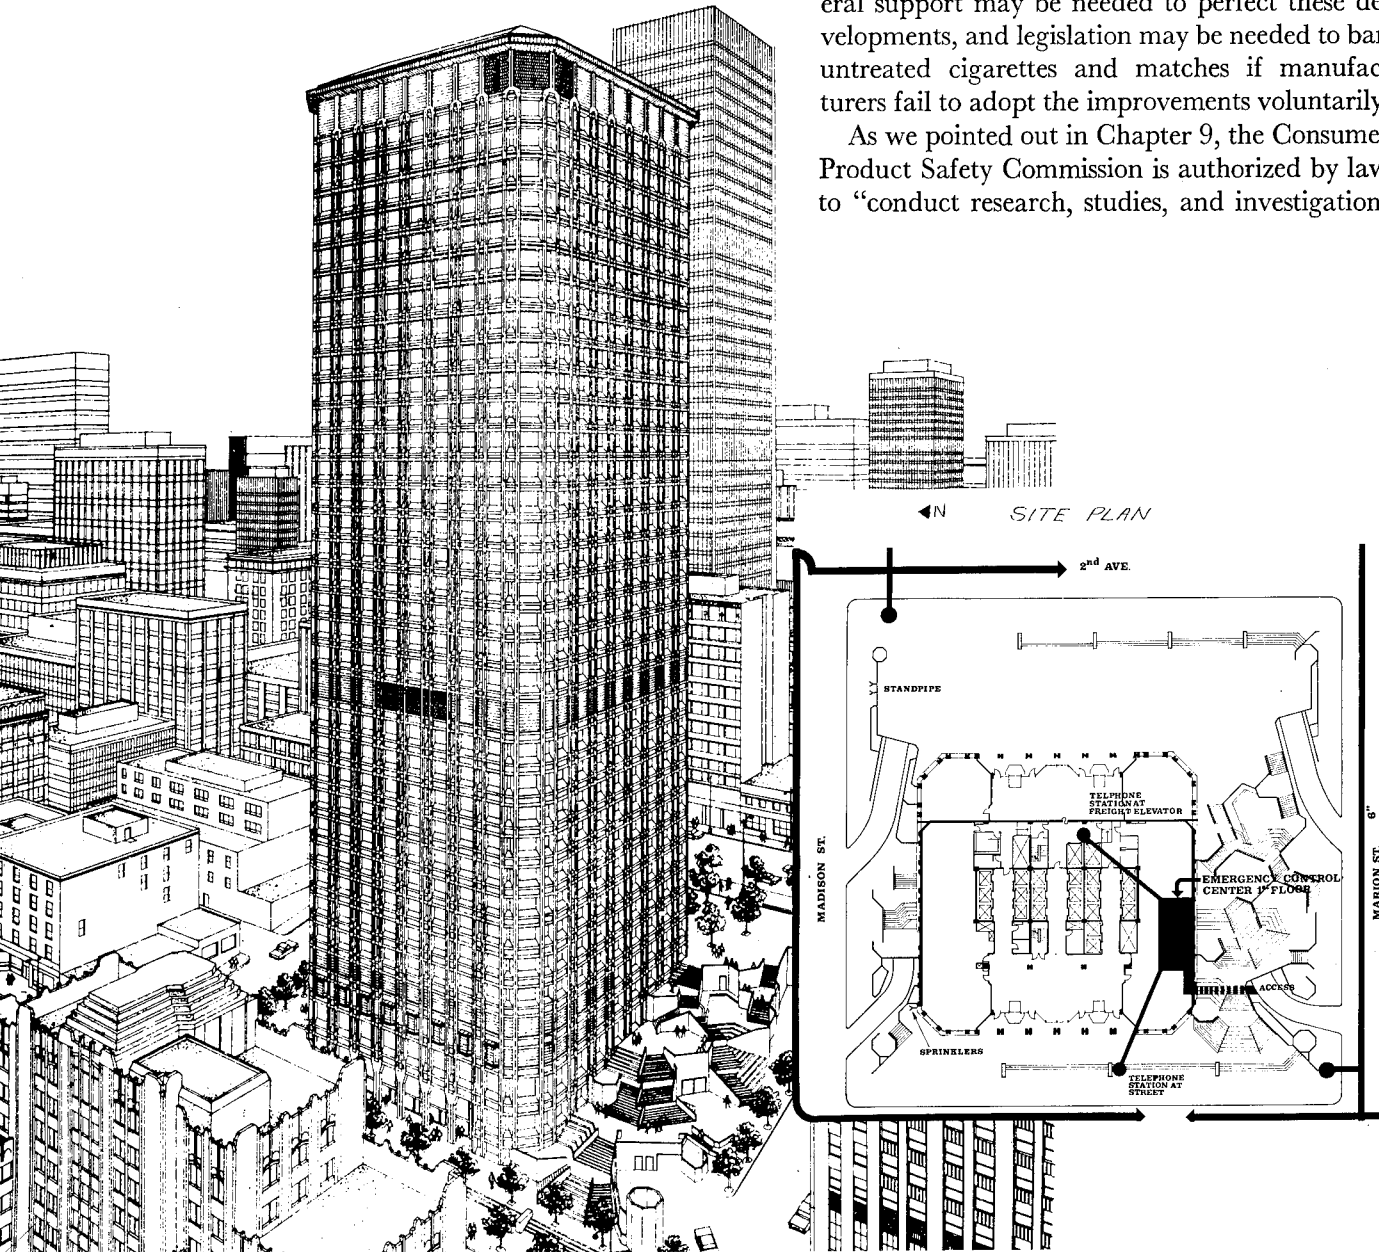 eral support may be needed to perfect these de
velopments, and legislation may be needed to bar
untreated cigarettes and matches if manufac
turers fail to adopt the improvements voluntarily
As we pointed out in Chapter 9, the Consume
Product Safety Commission is authorized by law
to “conduct research, studies, and investigation
N SITE PLAN
2nd AVE.
STANDPIPE
TELPHONE
STATION AT
FREIGHT ELEVATOR
MADISON ST.
6"
MARION ST.
EMERGENCY CONTROL
CENTER 1st FLOOR
ACCESS
SPRINKLERS
TELEPHONE
STATION AT
STREET